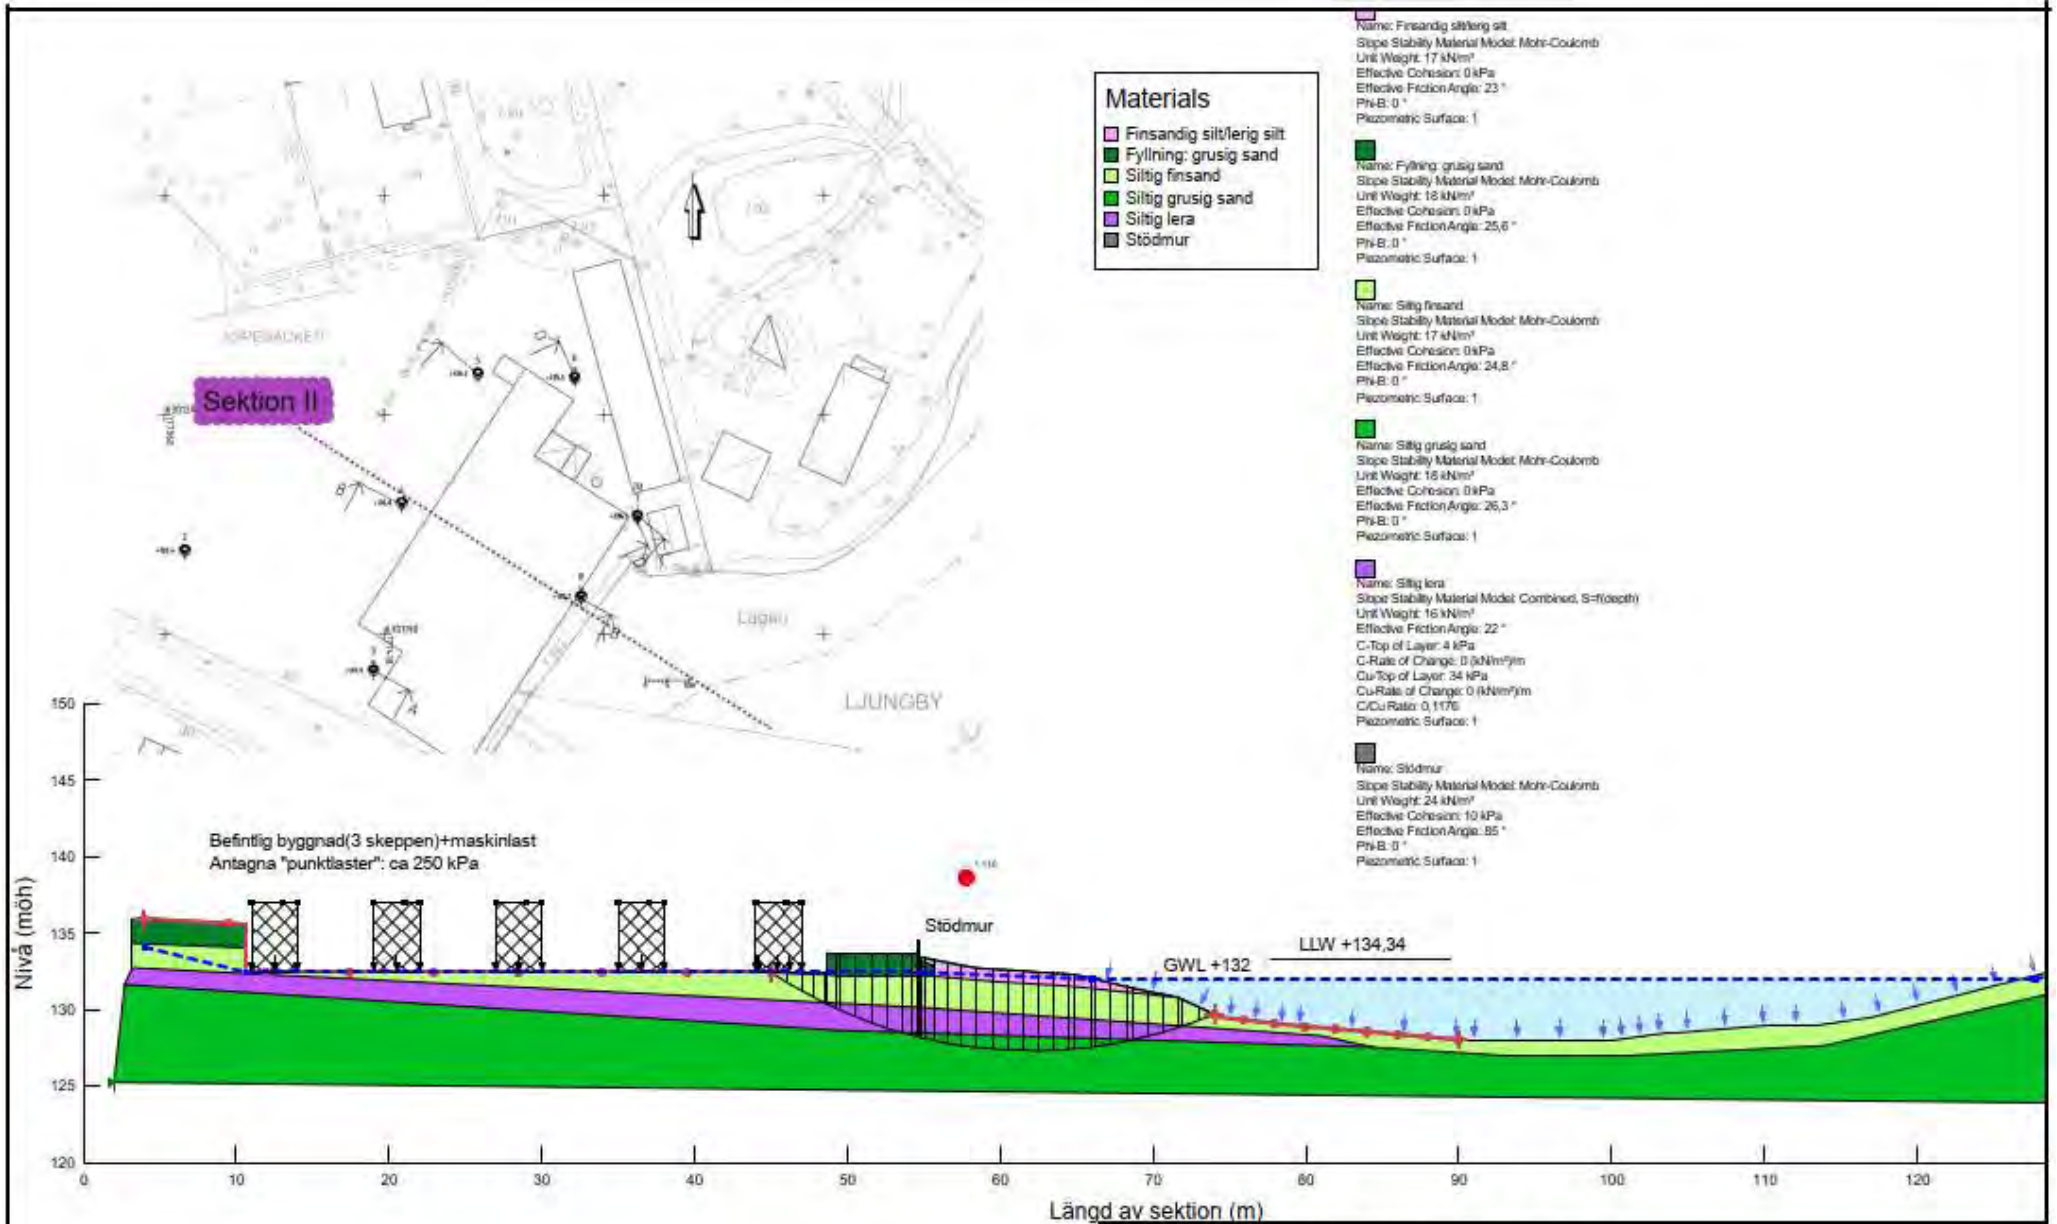 Name: Finsandig silt/lerig silt
Slope Stability Material Model: Mohr-Coulomb
Unit Weight: 17 kN/m³
Effective Cohesion: 0 kPa
Effective Friction Angle: 23 °
Phi-B: 0 °
Piezometric Surface: 1
Materials
Finsandig silt/lerig silt
Fyllning: grusig sand
Siltig finsand
Siltig grusig sand
Siltig lera
Stödmur
Name: Fyllning: grusig sand
Slope Stability Material Model: Mohr-Coulomb
Unit Weight: 18 kN/m³
Effective Cohesion: 0 kPa
Effective Friction Angle: 25,6 °
Phi-B: 0 °
Piezometric Surface: 1
Name: Siltig finsand
Slope Stability Material Model: Mohr-Coulomb
Unit Weight: 17 kN/m³
Effective Cohesion: 0 kPa
Effective Friction Angle: 24,8 °
Phi-B: 0 °
Piezometric Surface: 1
Name: Siltig grusig sand
Slope Stability Material Model: Mohr-Coulomb
Unit Weight: 18 kN/m³
Effective Cohesion: 0 kPa
Effective Friction Angle: 26,3 °
Phi-B: 0 °
Piezometric Surface: 1
Name: Siltig lera
Slope Stability Material Model: Combined, S=f(depth)
Unit Weight: 16 kN/m³
Effective Friction Angle: 22 °
C-Top of Layer: 4 kPa
C-Rate of Change: 0 (kN/m²)/m
Cu-Top of Layer: 34 kPa
Cu-Rate of Change: 0 (kN/m²)/m
C/Cu Ratio: 0,1176
Piezometric Surface: 1
Name: Stödmur
Slope Stability Material Model: Mohr-Coulomb
Unit Weight: 24 kN/m³
Effective Cohesion: 10 kPa
Effective Friction Angle: 85 °
Phi-B: 0 °
Piezometric Surface: 1
Sektion II
B
G
B
A
Lagan
LJUNGBY
Befintlig byggnad(3 skeppen)+maskinlast
Antagna "punktlaster": ca 250 kPa
Stödmur
LLW +134,34
GWL +132
Nivå (möh)
150
145
140
135
130
125
120
0 10 20 30 40 50 60 70 80 90 100 110 120
Längd av sektion (m)